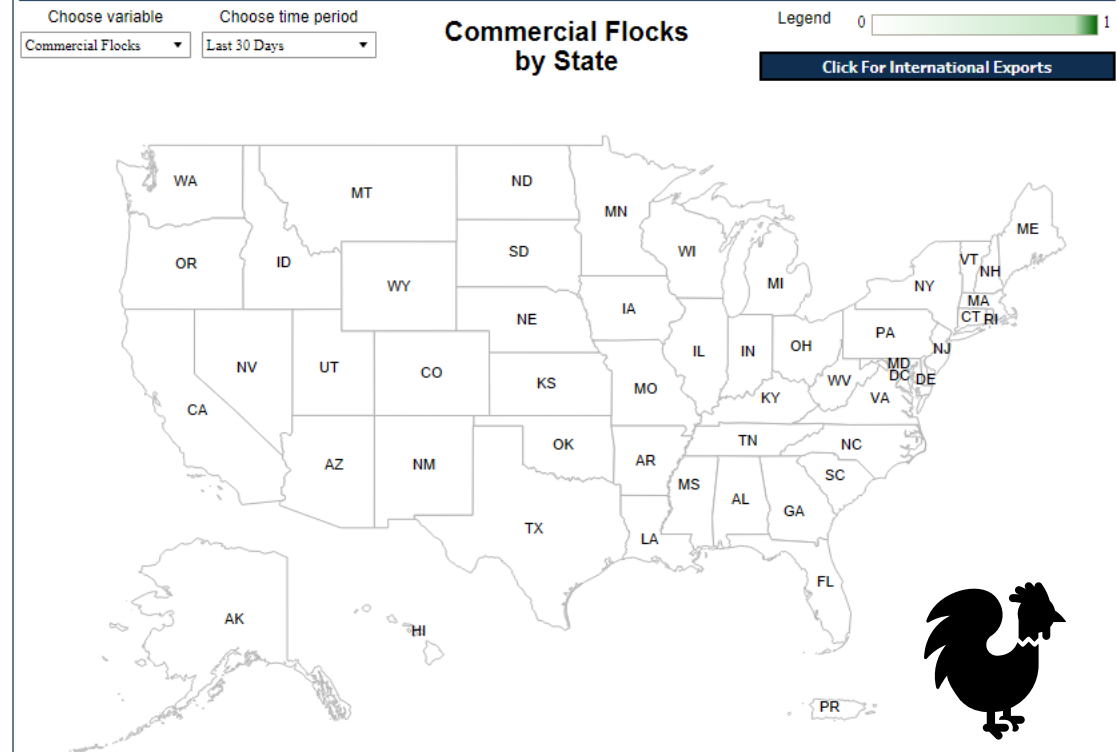 Choose variable
Choose time period
Commercial Flocks
Last 30 Days
Commercial Flocks
by State
Legend
0
1
Click For International Exports
WA
MT
ND
MN
ME
OR
ID
SD
WI
VT
NH
WY
MI
NY
MA
NE
IA
CT
RI
PA
NV
UT
CO
KS
IL
IN
OH
NJ
MD
DC
DE
MO
WV
CA
KY
VA
AZ
NM
OK
AR
TN
NC
MS
AL
SC
GA
TX
LA
FL
AK
HI
PR